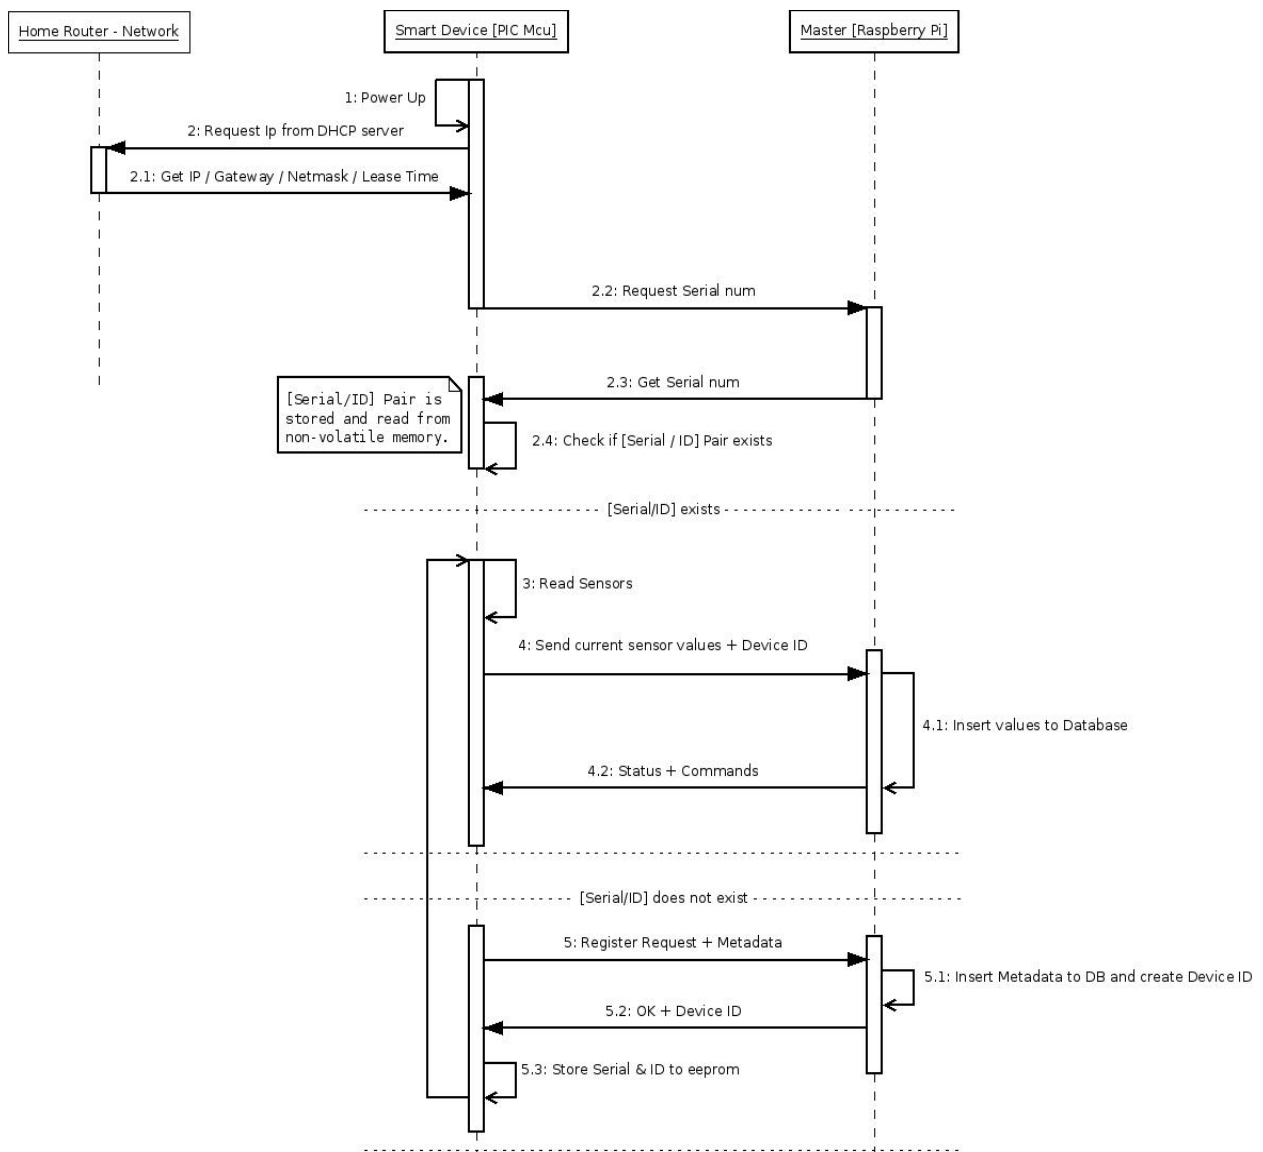 Home Router - Network
Smart Device [PIC Mcu]
Master [Raspberry Pi]
1: Power Up
2: Request Ip from DHCP server
2.1: Get IP / Gateway / Netmask / Lease Time
2.2: Request Serial num
2.3: Get Serial num
[Serial/ID] Pair is
stored and read from
non-volatile memory.
2.4: Check if [Serial / ID] Pair exists
[Serial/ID] exists
3: Read Sensors
4: Send current sensor values + Device ID
4.1: Insert values to Database
4.2: Status + Commands
[Serial/ID] does not exist
5: Register Request + Metadata
5.1: Insert Metadata to DB and create Device ID
5.2: OK + Device ID
5.3: Store Serial & ID to eeprom